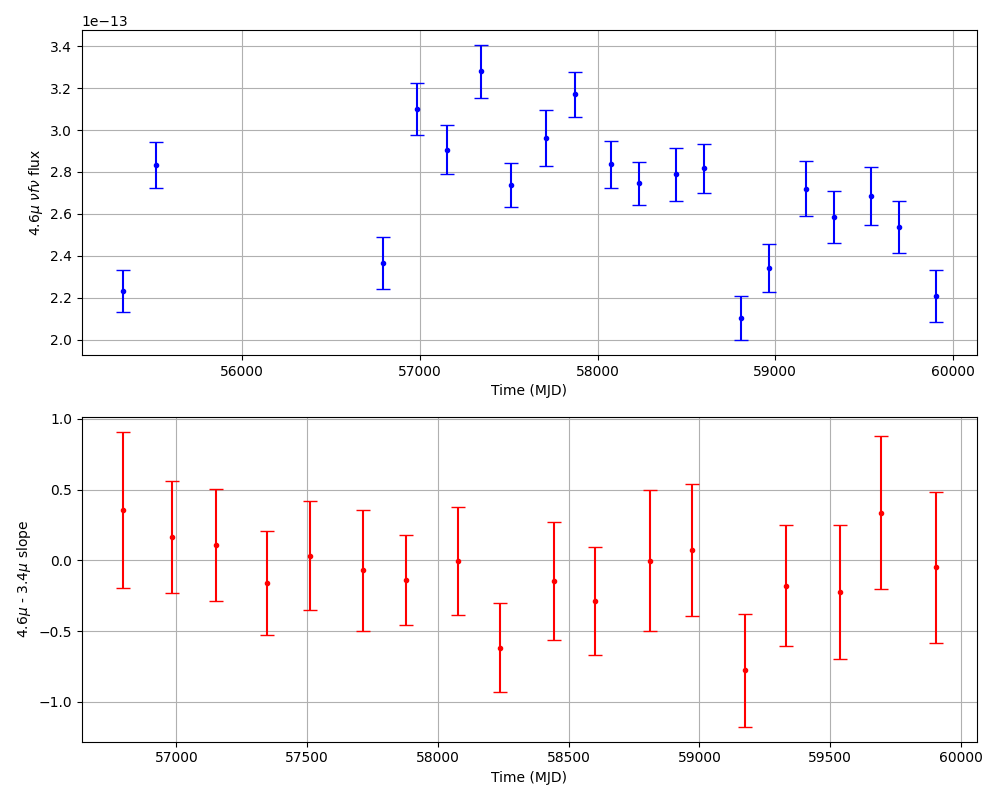 1e−13
3.4
3.2
3.0
2.8
2.6
2.4
2.2
2.0
4.6μ νfν flux
56000 57000 58000 59000 60000
Time (MJD)
1.0
0.5
0.0
−0.5
−1.0
4.6μ - 3.4μ slope
57000 57500 58000 58500 59000 59500 60000
Time (MJD)